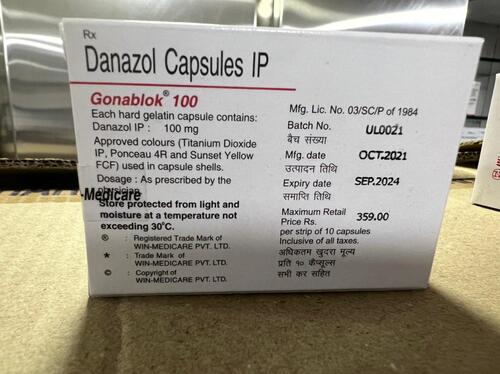 Rx
Danazol Capsules IP
Gonablok® 100
Each hard gelatin capsule contains:
Danazol IP : 100 mg
Approved colours (Titanium Dioxide
IP, Ponceau 4R and Sunset Yellow
FCF) used in capsule shells.
Dosage : As prescribed by the
physician.
-Medicare
Store protected from light and
moisture at a temperature not
exceeding 30°C.
® : Registered Trade Mark of
WIN-MEDICARE PVT. LTD.
* : Trade Mark of
WIN-MEDICARE PVT. LTD.
© : Copyright of
WIN-MEDICARE PVT. LTD.
Mfg. Lic. No. 03/SC/P of 1984
Batch No. UL0021
बैच संख्या
Mfg. date OCT.2021
उत्पादन तिथि
Expiry date SEP.2024
समाप्ति तिथि
Maximum Retail
Price Rs. 359.00
per strip of 10 capsules
Inclusive of all taxes.
अधिकतम खुदरा मूल्य
प्रति १० कैप्सूल्स
सभी कर सहित